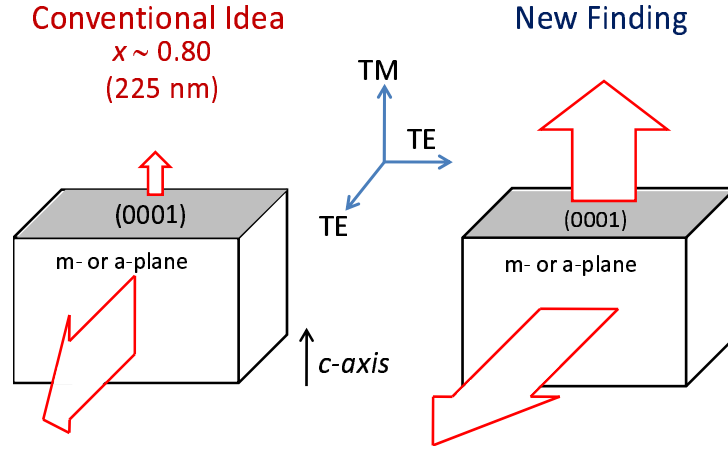 Conventional Idea
x ~ 0.80
(225 nm)
New Finding
TM
TE
TE
(0001)
m- or a-plane
c-axis
(0001)
m- or a-plane